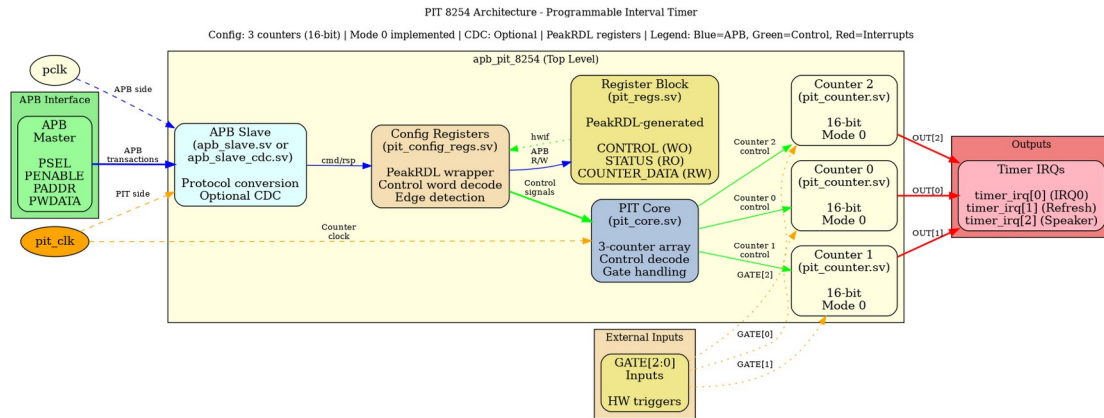 PIT 8254 Architecture - Programmable Interval Timer
Config: 3 counters (16-bit) | Mode 0 implemented | CDC: Optional | PeakRDL registers | Legend: Blue=APB, Green=Control, Red=Interrupts
apb_pit_8254 (Top Level)
pclk
APB side
APB Interface
APB
Master
PSEL
PENABLE
PADDR
PWDATA
APB
transactions
PIT side
pit_clk
APB Slave
(apb_slave.sv or
apb_slave_cdc.sv)
Protocol conversion
Optional CDC
cmd/rsp
Counter
clock
Config Registers
(pit_config_regs.sv)
PeakRDL wrapper
Control word decode
Edge detection
hwif
APB
R/W
Control
signals
Register Block
(pit_regs.sv)
PeakRDL-generated
CONTROL (WO)
STATUS (RO)
COUNTER_DATA (RW)
PIT Core
(pit_core.sv)
3-counter array
Control decode
Gate handling
Counter 2
control
Counter 0
control
Counter 1
control
GATE[2]
GATE[0]
GATE[1]
Counter 2
(pit_counter.sv)
16-bit
Mode 0
Counter 0
(pit_counter.sv)
16-bit
Mode 0
Counter 1
(pit_counter.sv)
16-bit
Mode 0
OUT[2]
OUT[0]
OUT[1]
Outputs
Timer IRQs
timer_irq[0] (IRQ0)
timer_irq[1] (Refresh)
timer_irq[2] (Speaker)
External Inputs
GATE[2:0]
Inputs
HW triggers